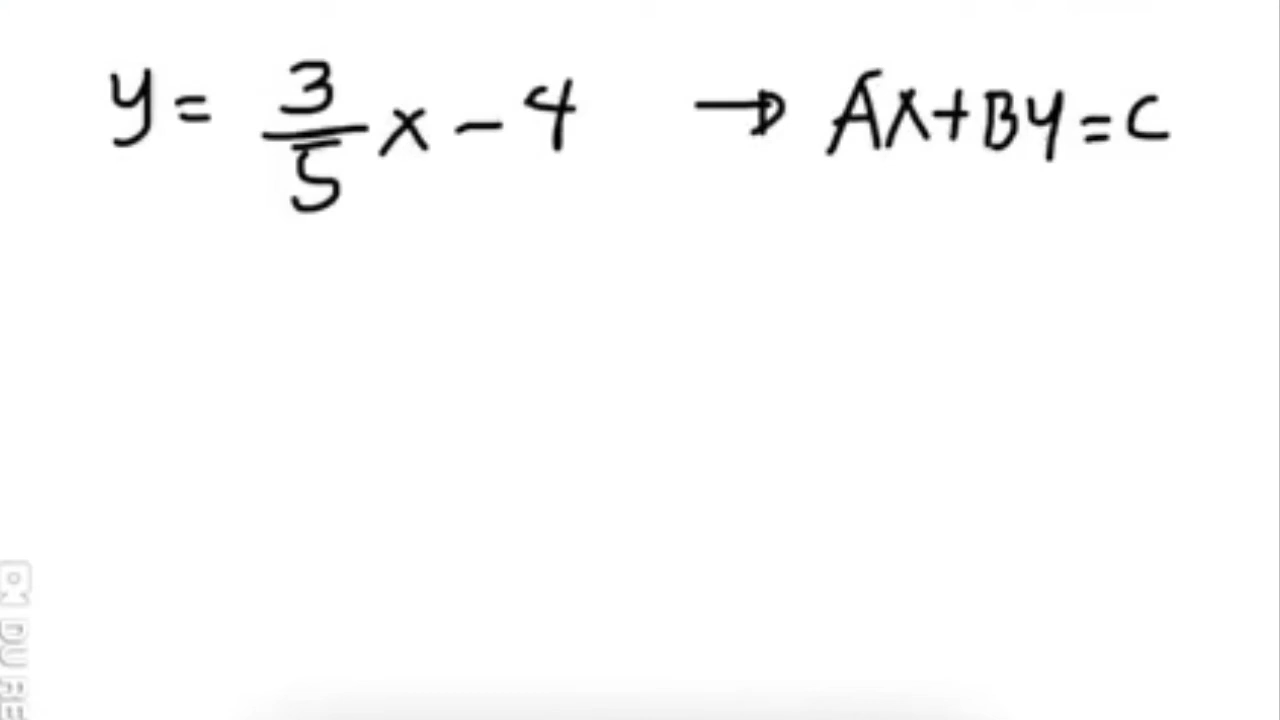 y = 3/5 x - 4 → Ax + By = C